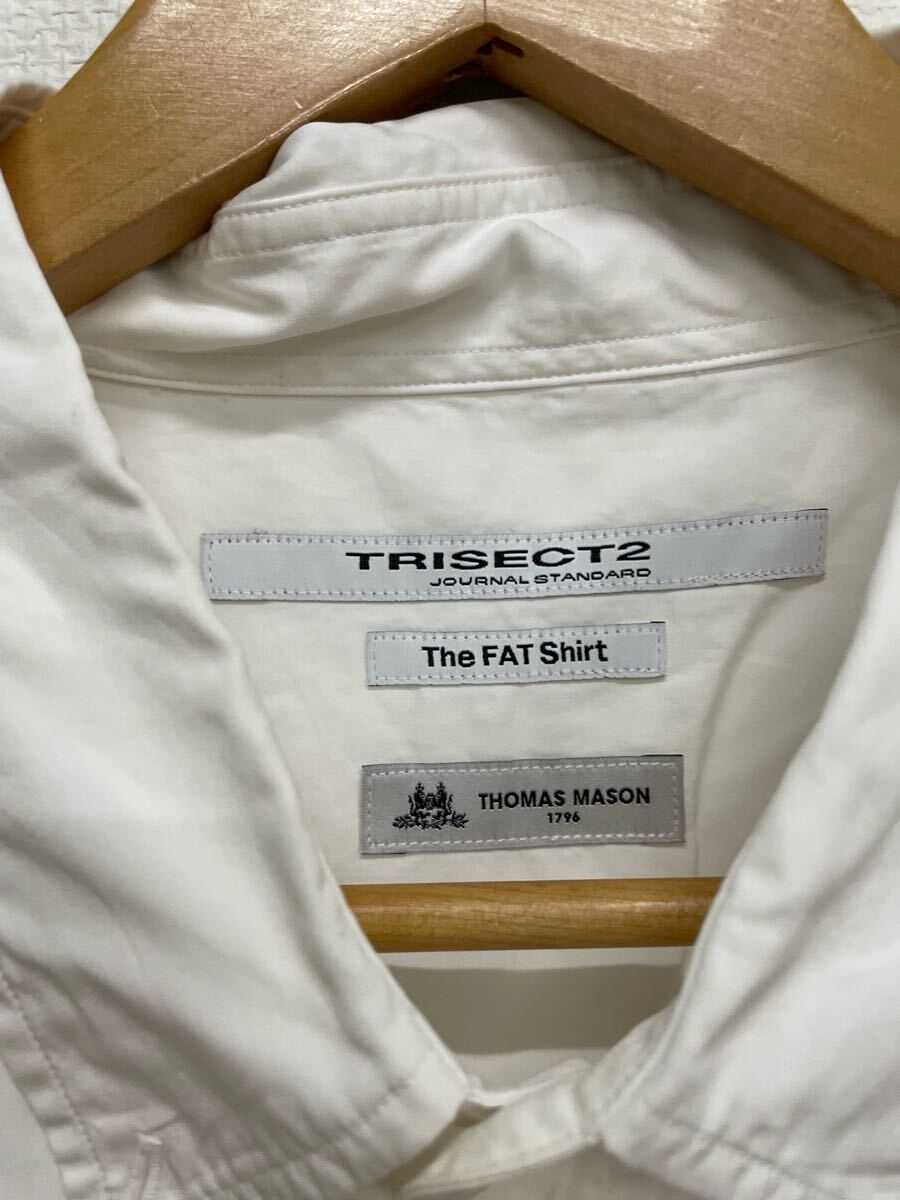 TRISECT2
JOURNAL STANDARD
The FAT Shirt
THOMAS MASON
1796